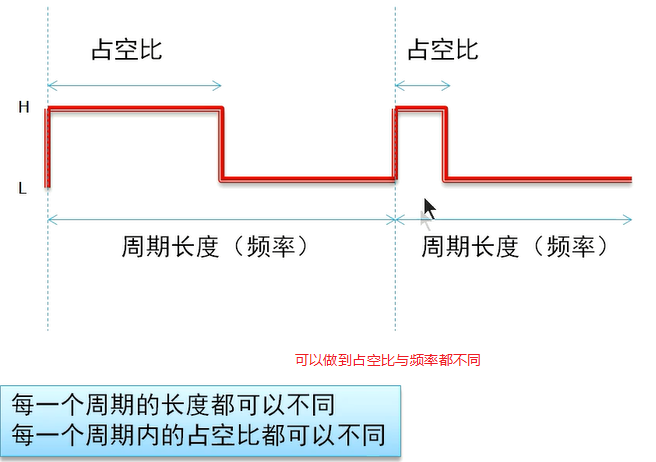 占空比 占空比
H
L
周期长度（频率） 周期长度（频率）
可以做到占空比与频率都不同
每一个周期的长度都可以不同
每一个周期内的占空比都可以不同